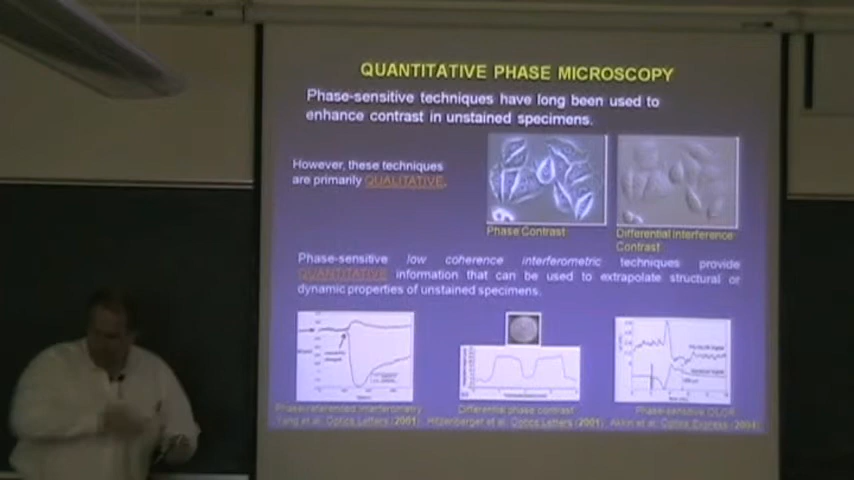 QUANTITATIVE PHASE MICROSCOPY
Phase-sensitive techniques have long been used to
enhance contrast in unstained specimens.
However, these techniques
are primarily QUALITATIVE.
Phase Contrast
Differential Interference
Contrast
Phase-sensitive low coherence interferometric techniques provide
QUANTITATIVE information that can be used to extrapolate structural or
dynamic properties of unstained specimens.
Phase-referenced Interferometry
Differential phase contrast
Phase-sensitive OLCR
Yang et al. Optics Letters (2001)
Hitzenberger et al. Optics Letters (2001)
Akkin et al. Optics Express (2004)